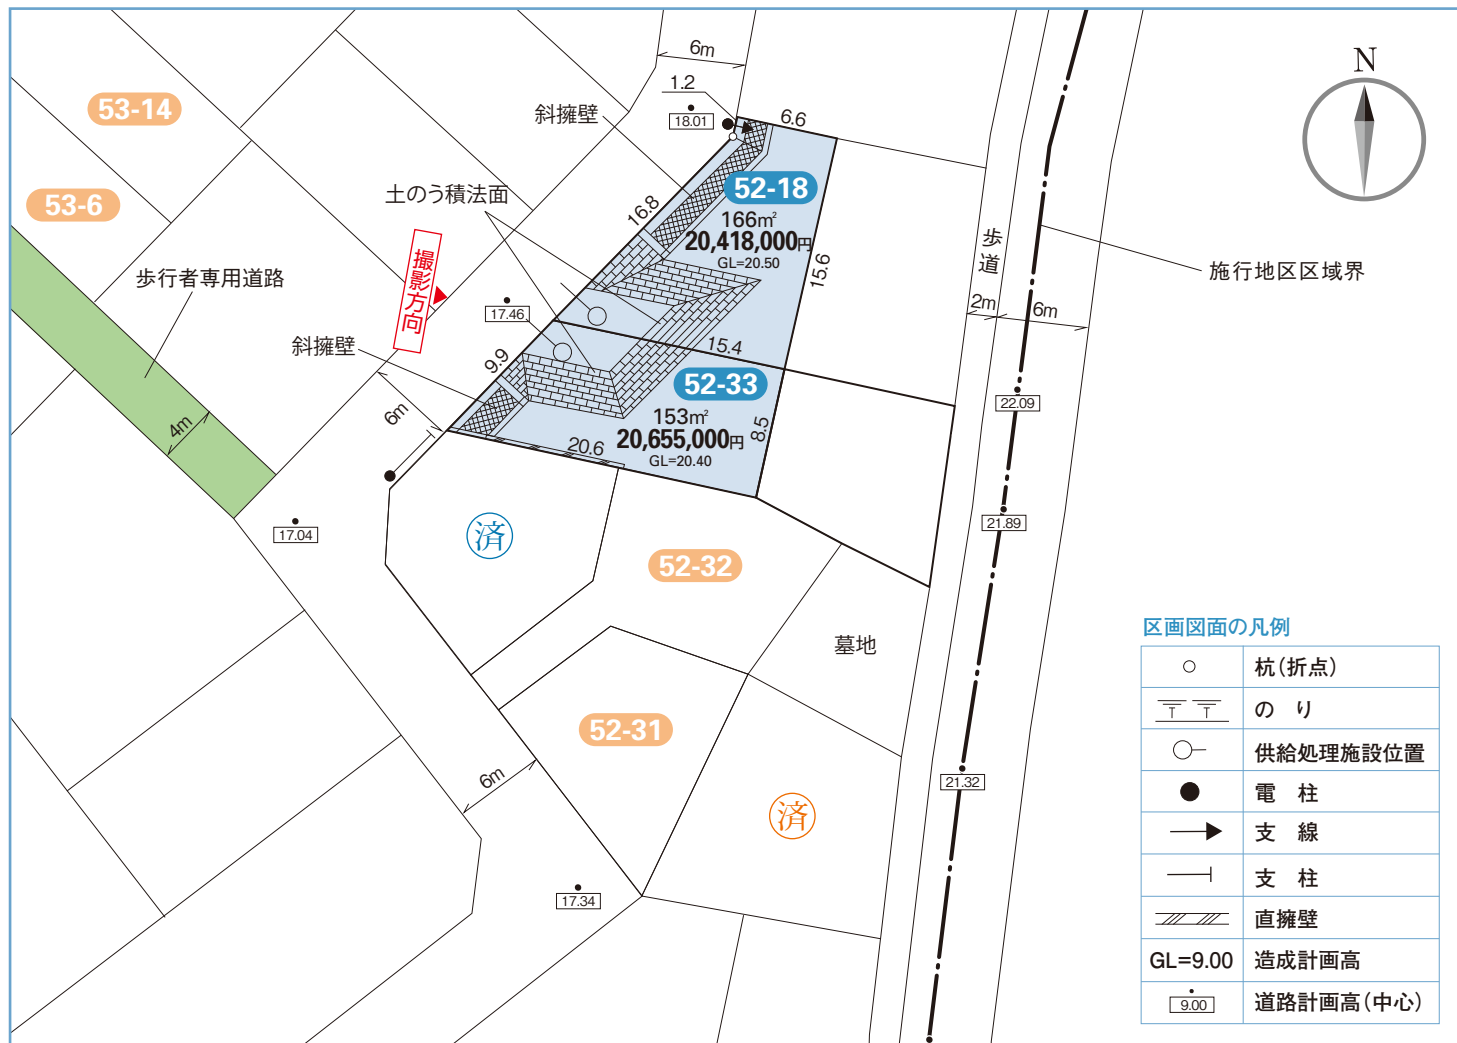 N
6m
1.2
18.01
6.6
53-14
斜擁壁
53-6
土のう積法面
16.8
52-18
166㎡
20,418,000円
GL=20.50
15.6
歩道
施行地区区域界
歩行者専用道路
撮影方向
17.46
2m
6m
斜擁壁
9.9
15.4
52-33
153㎡
20,655,000円
GL=20.40
8.5
20.6
22.09
4m
6m
17.04
済
21.89
52-32
墓地
52-31
6m
済
21.32
17.34
区画図面の凡例
杭(折点)
のり
供給処理施設位置
電柱
支線
支柱
直擁壁
GL=9.00 造成計画高
9.00 道路計画高(中心)